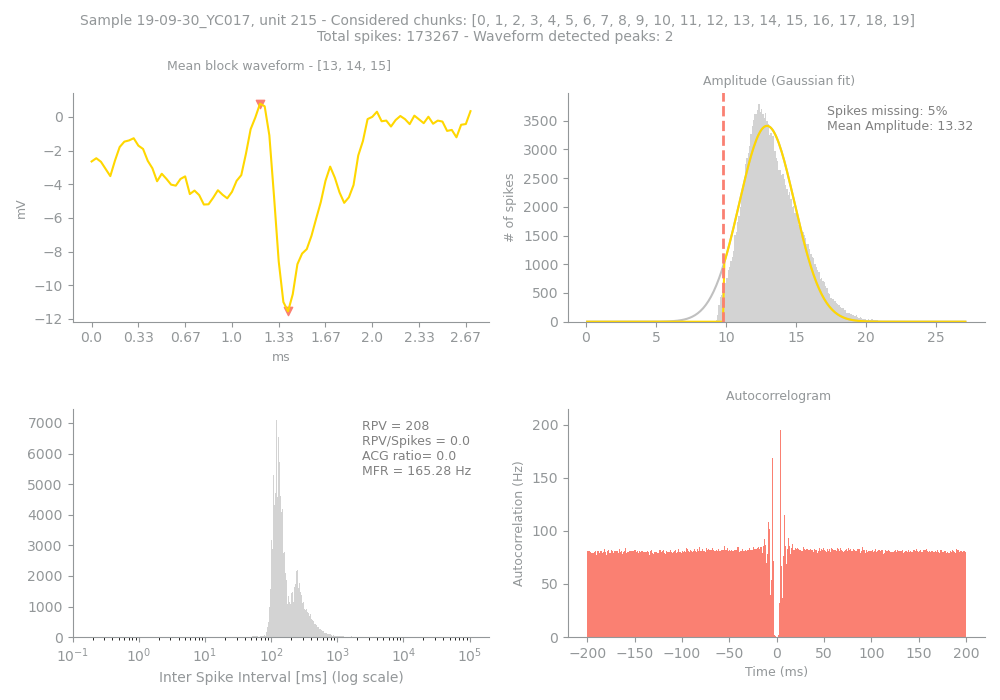 Sample 19-09-30_YC017, unit 215 - Considered chunks: [0, 1, 2, 3, 4, 5, 6, 7, 8, 9, 10, 11, 12, 13, 14, 15, 16, 17, 18, 19]
Total spikes: 173267 - Waveform detected peaks: 2
Mean block waveform - [13, 14, 15]
0
−2
−4
−6
−8
−10
−12
mV
0.0 0.33 0.67 1.0 1.33 1.67 2.0 2.33 2.67
ms
Amplitude (Gaussian fit)
Spikes missing: 5%
Mean Amplitude: 13.32
3500
3000
2500
2000
1500
1000
500
0
# of spikes
0 5 10 15 20 25
RPV = 208
RPV/Spikes = 0.0
ACG ratio= 0.0
MFR = 165.28 Hz
7000
6000
5000
4000
3000
2000
1000
0
10⁻¹ 10⁰ 10¹ 10² 10³ 10⁴ 10⁵
Inter Spike Interval [ms] (log scale)
Autocorrelogram
200
150
100
50
0
Autocorrelation (Hz)
−200 −150 −100 −50 0 50 100 150 200
Time (ms)